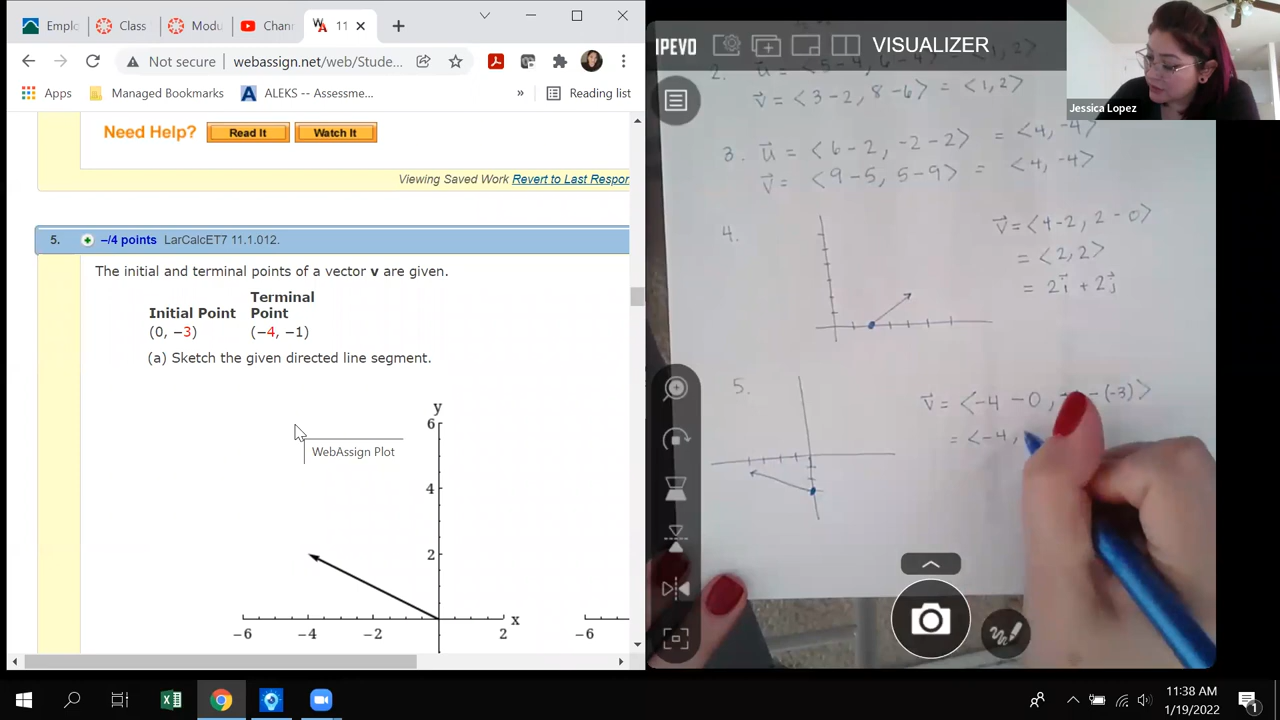 Emplo
Class
Modu
Chann
11
Not secure
webassign.net/web/Stude...
Apps
Managed Bookmarks
ALEKS -- Assessme...
»
Reading list
Need Help?
Read It
Watch It
Viewing Saved Work Revert to Last Respor
5.
–/4 points
LarCalcET7 11.1.012.
The initial and terminal points of a vector v are given.
Initial Point
Terminal
Point
(0, −3)
(−4, −1)
(a) Sketch the given directed line segment.
y
6
4
2
WebAssign Plot
−6
−4
−2
2
x
−6
IPEVO
VISUALIZER
Jessica Lopez
v⃗ = <3-2, 8-6> = <1,2>
3. u⃗ = <6-2, -2-2> = <4,-4>
v⃗ = <9-5, 5-9> = <4,-4>
4.
v⃗ = <4-2, 2-0>
= <2,2>
= 2i⃗ + 2j⃗
5.
v⃗ = <-4-0, -(-3)>
= <-4,
11:38 AM
1/19/2022
1